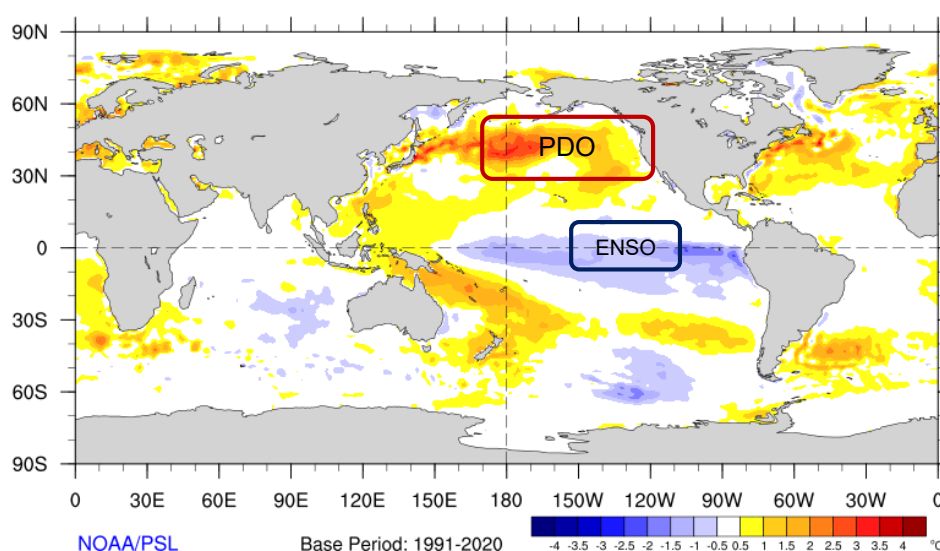 90N
60N
PDO
30N
0
ENSO
30S
60S
90S
0 30E 60E 90E 120E 150E 180 150W 120W 90W 60W 30W 0
NOAA/PSL Base Period: 1991-2020 -4 -3.5 -3 -2.5 -2 -1.5 -1 -0.5 0.5 1 1.5 2 2.5 3 3.5 4 °C